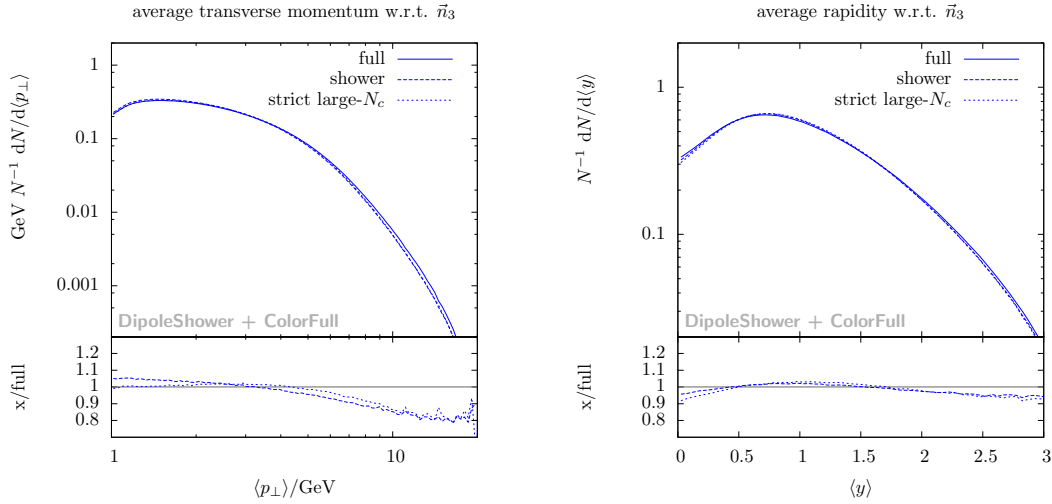 average transverse momentum w.r.t. n⃗₃
GeV N⁻¹ dN/d⟨p⊥⟩
1
0.1
0.01
0.001
full
shower
strict large-N_c
DipoleShower + ColorFull
x/full
1.2
1.1
1
0.9
0.8
1
10
⟨p⊥⟩/GeV
average rapidity w.r.t. n⃗₃
N⁻¹ dN/d⟨y⟩
1
0.1
full
shower
strict large-N_c
DipoleShower + ColorFull
x/full
1.2
1.1
1
0.9
0.8
0
0.5
1
1.5
2
2.5
3
⟨y⟩